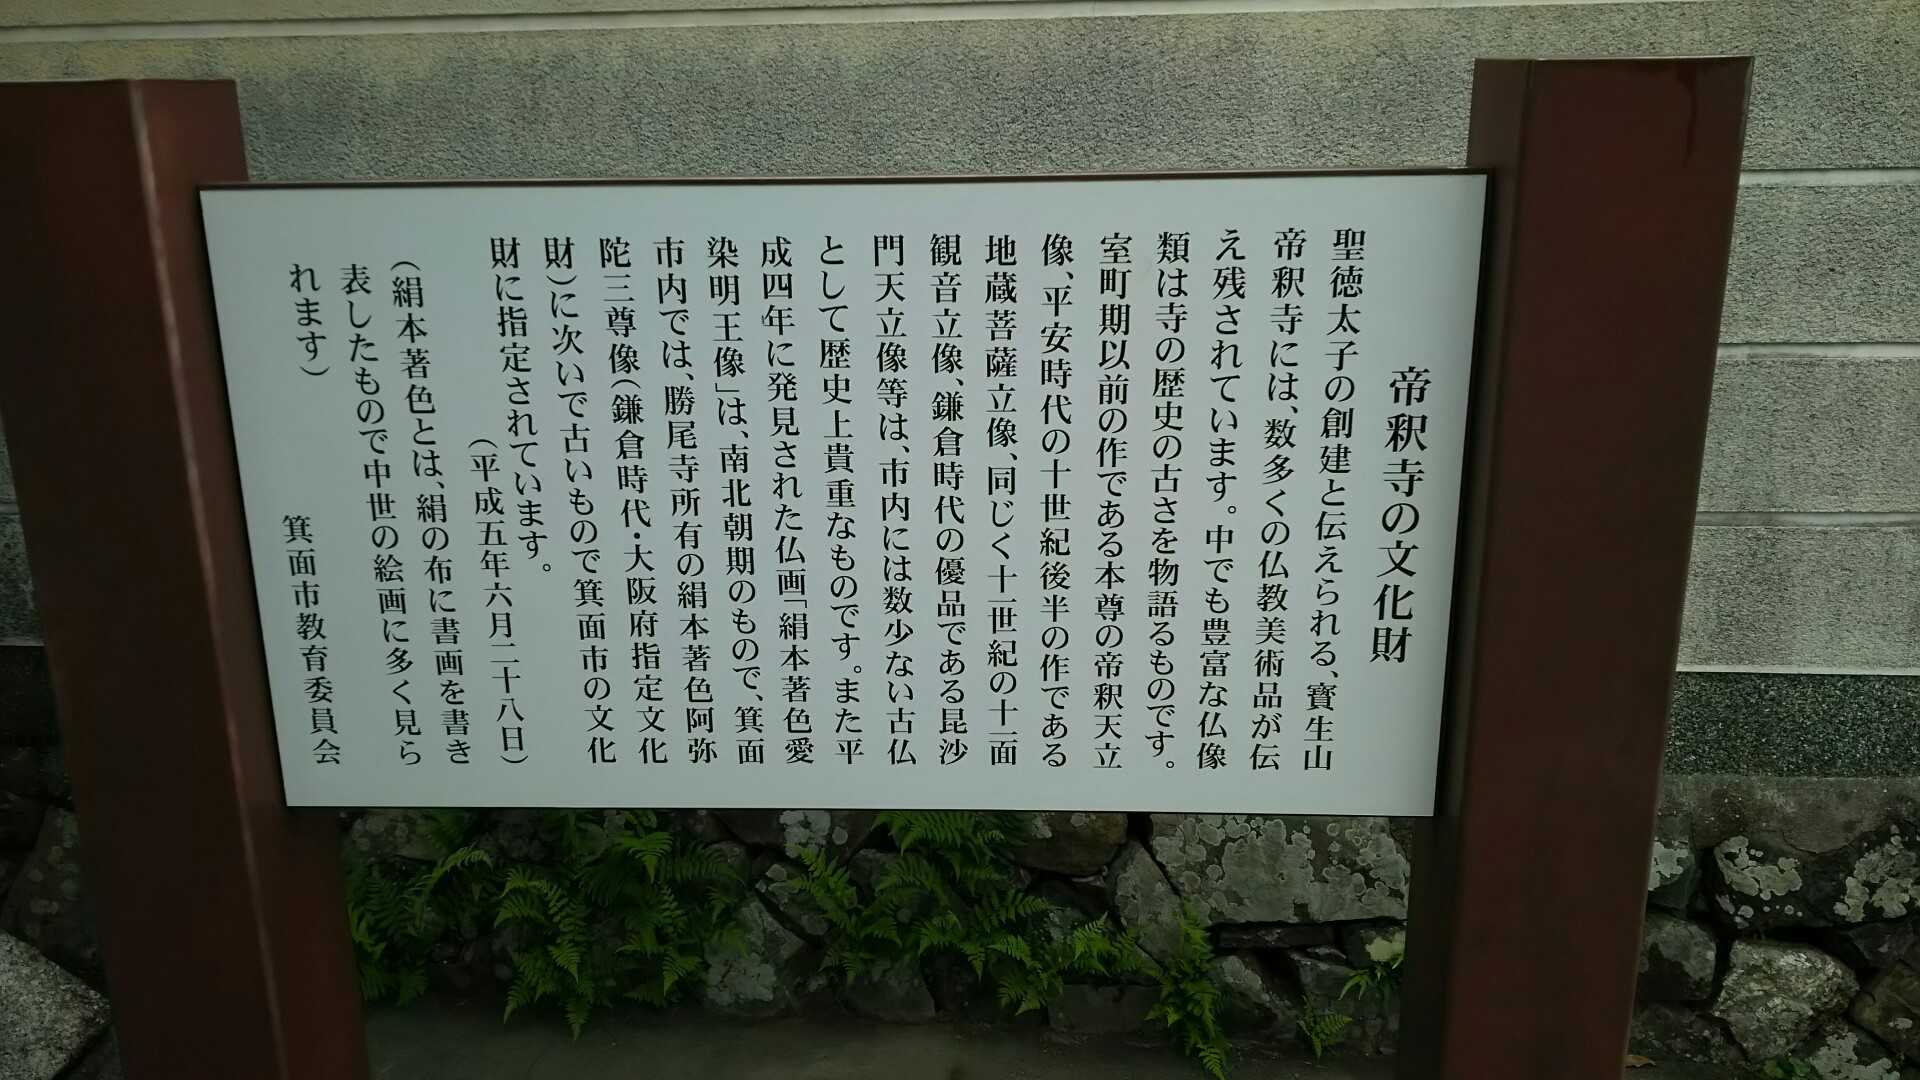 帝釈寺の文化財
聖徳太子の創建と伝えられる、寳生山
帝釈寺には、数多くの仏教美術品が伝
え残されています。中でも豊富な仏像
類は寺の歴史の古さを物語るものです。
室町期以前の作である本尊の帝釈天立
像、平安時代の十世紀後半の作である
地蔵菩薩立像、同じく十一世紀の十一面
観音立像、鎌倉時代の優品である昆沙
門天立像等は、市内には数少ない古仏
として歴史上貴重なものです。また平
成四年に発見された仏画「絹本著色愛
染明王像」は、南北朝期のもので、箕面
市内では、勝尾寺所有の絹本著色阿弥
陀三尊像(鎌倉時代・大阪府指定文化
財)に次いで古いもので箕面市の文化
財に指定されています。
(平成五年六月二十八日)
(絹本著色とは、絹の布に書画を書き
表したもので中世の絵画に多く見ら
れます)
箕面市教育委員会